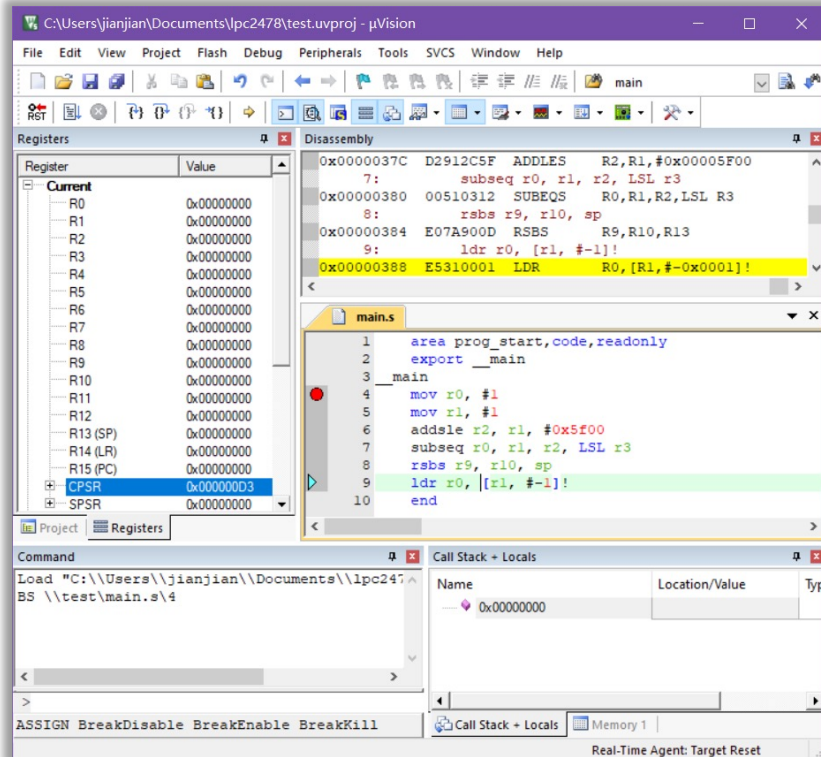 C:\Users\jianjian\Documents\lpc2478\test.uvproj - µVision
File Edit View Project Flash Debug Peripherals Tools SVCS Window Help
main
RST
Registers
Register Value
Current
R0 0x00000000
R1 0x00000000
R2 0x00000000
R3 0x00000000
R4 0x00000000
R5 0x00000000
R6 0x00000000
R7 0x00000000
R8 0x00000000
R9 0x00000000
R10 0x00000000
R11 0x00000000
R12 0x00000000
R13 (SP) 0x00000000
R14 (LR) 0x00000000
R15 (PC) 0x00000000
CPSR 0x000000D3
SPSR 0x00000000
Project Registers
Disassembly
0x0000037C D2912C5F ADDLES R2,R1,#0x00005F00
7: subseq r0, r1, r2, LSL r3
0x00000380 00510312 SUBEQS R0,R1,R2,LSL R3
8: rsbs r9, r10, sp
0x00000384 E07A900D RSBS R9,R10,R13
9: ldr r0, [r1, #-1]!
0x00000388 E5310001 LDR R0,[R1,#-0x0001]!
main.s
1 area prog_start,code,readonly
2 export __main
3 __main
4 mov r0, #1
5 mov r1, #1
6 addsle r2, r1, #0x5f00
7 subseq r0, r1, r2, LSL r3
8 rsbs r9, r10, sp
9 ldr r0, [r1, #-1]!
10 end
Command
Load "C:\\Users\\jianjian\\Documents\\lpc247
BS \\test\main.s\4
>
ASSIGN BreakDisable BreakEnable BreakKill
Call Stack + Locals
Name Location/Value Typ
0x00000000
Call Stack + Locals Memory 1
Real-Time Agent: Target Reset